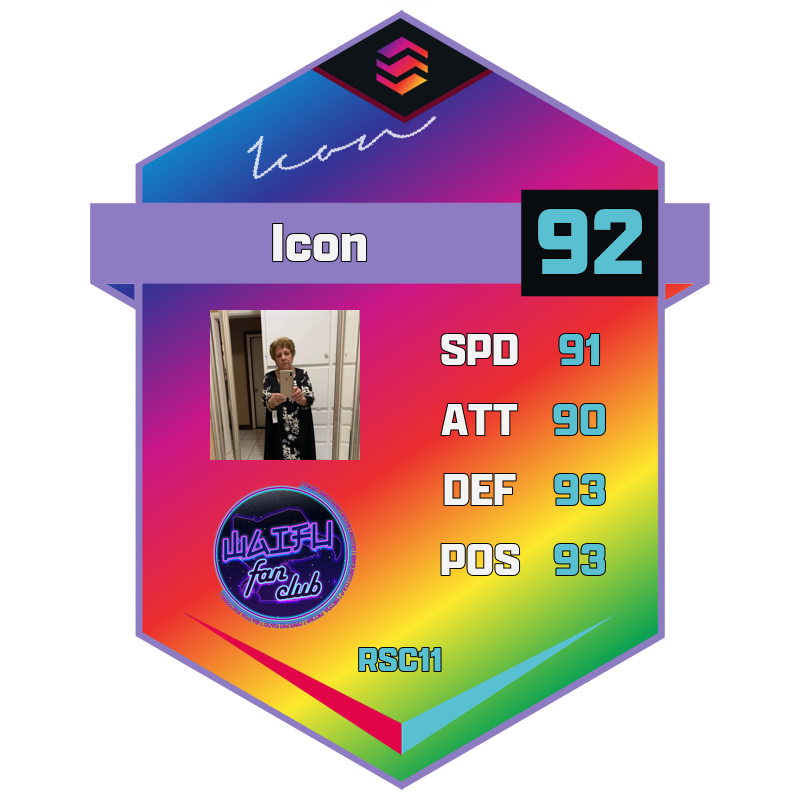 Icon
Icon
92
SPD 91
ATT 90
DEF 93
POS 93
WAIFU
fan
club
RSC11